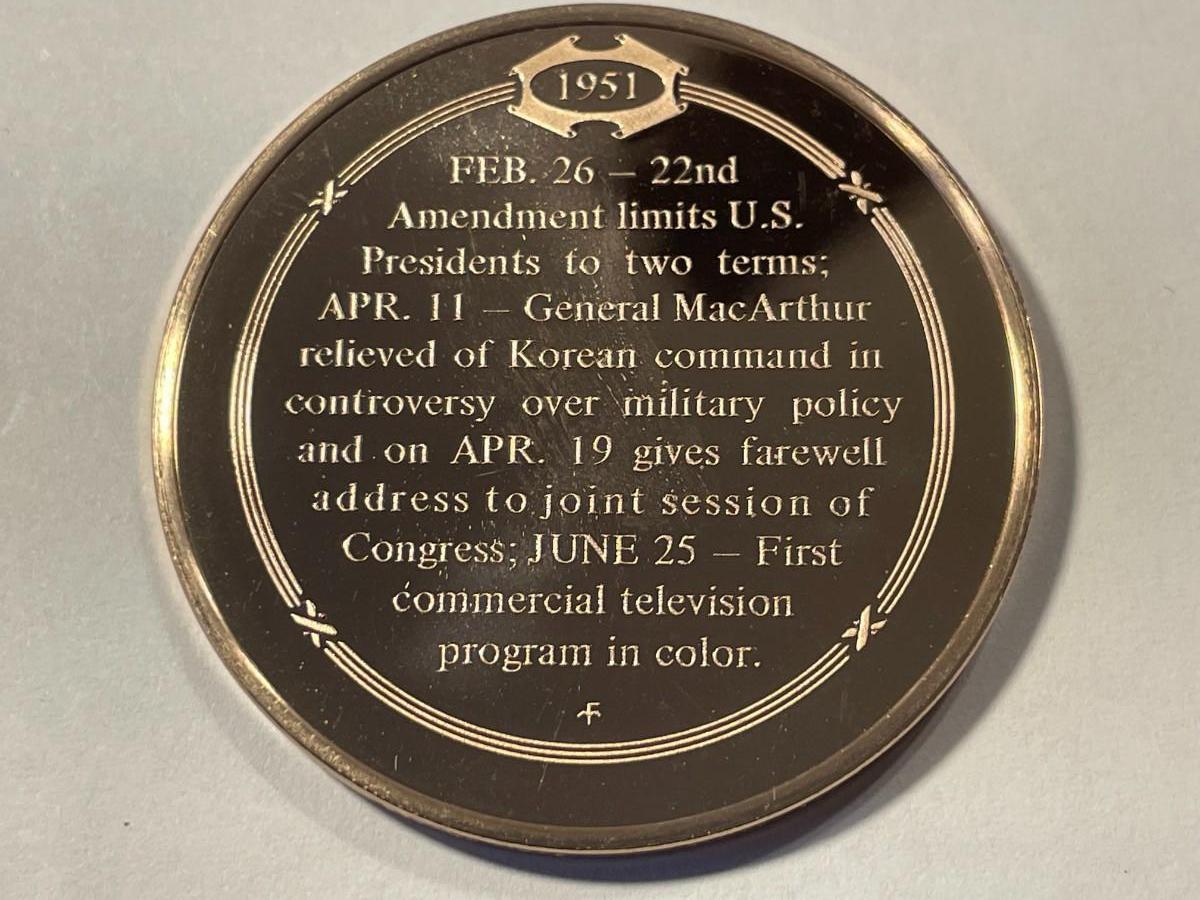 1951
FEB. 26 – 22nd
Amendment limits U.S.
Presidents to two terms;
APR. 11 – General MacArthur
relieved of Korean command in
controversy over military policy
and on APR. 19 gives farewell
address to joint session of
Congress; JUNE 25 – First
commercial television
program in color.
F